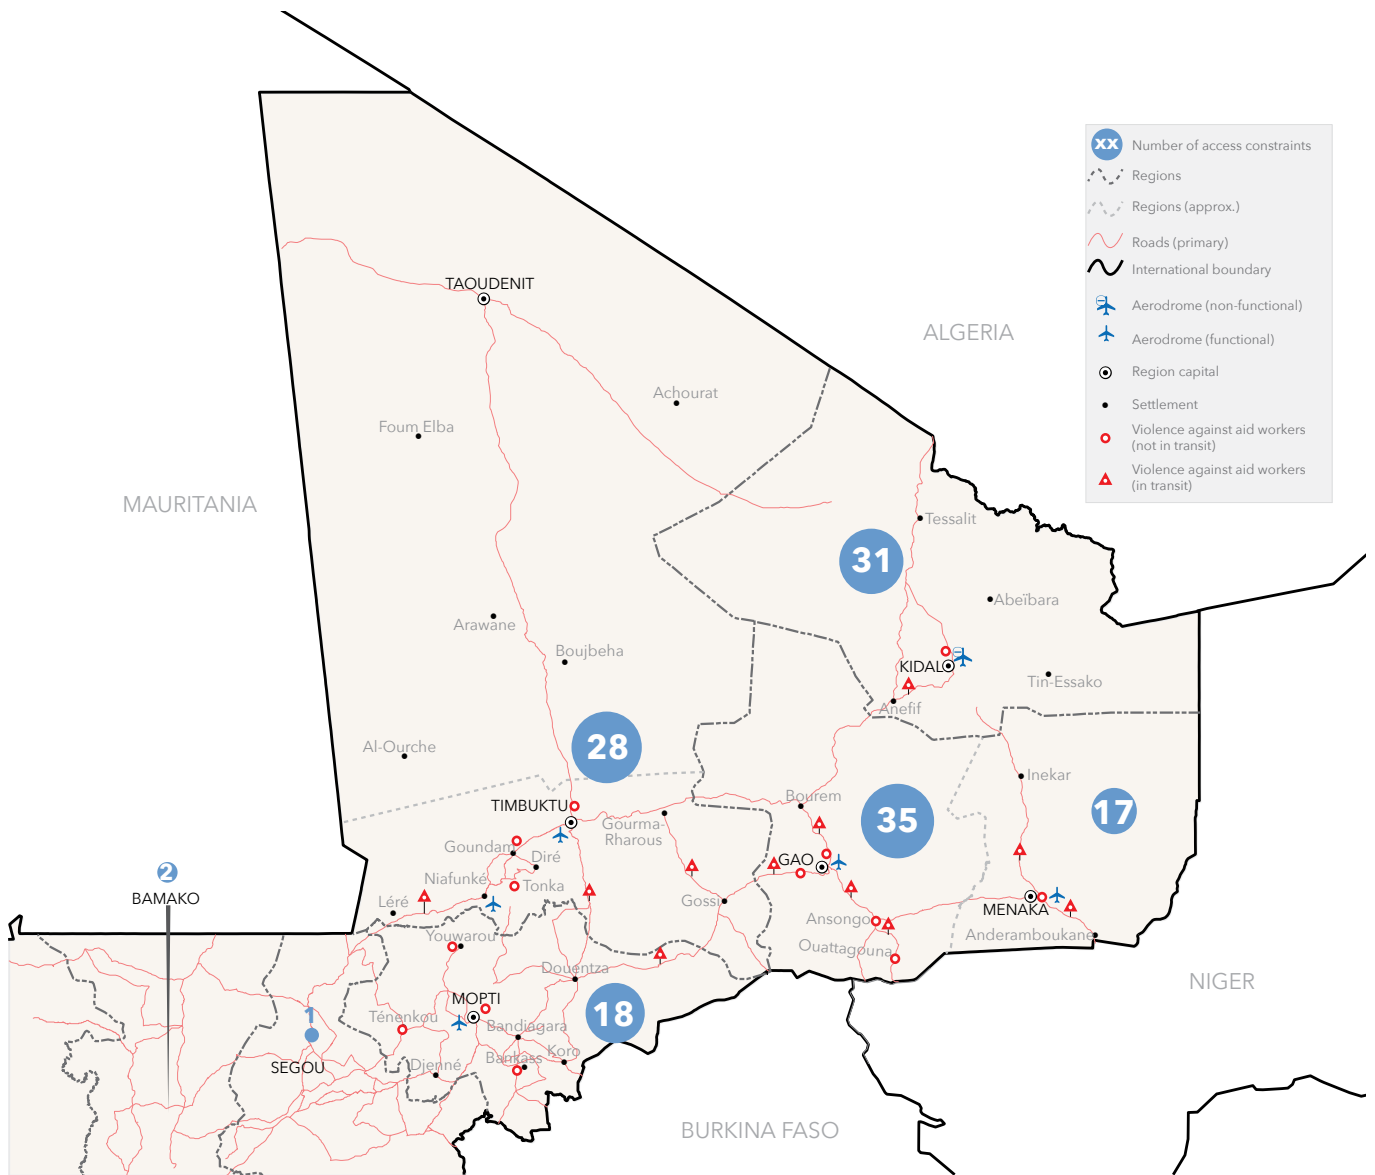 XX Number of access constraints
Regions
Regions (approx.)
Roads (primary)
International boundary
Aerodrome (non-functional)
Aerodrome (functional)
Region capital
Settlement
Violence against aid workers
(not in transit)
Violence against aid workers
(in transit)
TAOUDENIT
ALGERIA
Achourat
Foum Elba
MAURITANIA
Tessalit
31
Abeïbara
Arawane
Boujbeha
KIDAL
Tin-Essako
Anefif
28
Al-Ourche
Inekar
TIMBUKTU
Bourem
17
Gourma-
Rharous
35
Goundam
Diré
GAO
2
BAMAKO
Niafunké
Tonka
Léré
Gossi
MENAKA
Ansongo
Anderamboukane
Youwarou
Ouattagouna
Douentza
NIGER
MOPTI
18
1
Ténenkou
Bandiagara
SEGOU
Djenné
Bankass
Koro
BURKINA FASO